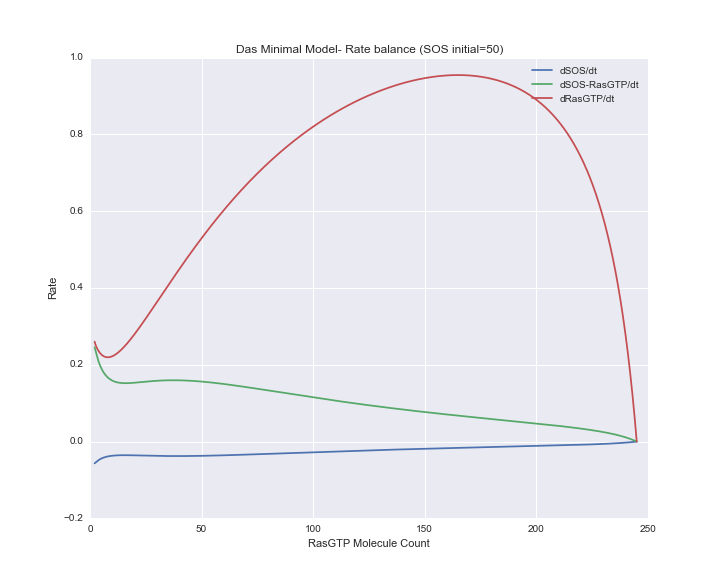 Das Minimal Model- Rate balance (SOS initial=50)
1.0
0.8
0.6
0.4
0.2
0.0
−0.2
Rate
dSOS/dt
dSOS-RasGTP/dt
dRasGTP/dt
0
50
100
150
200
250
RasGTP Molecule Count